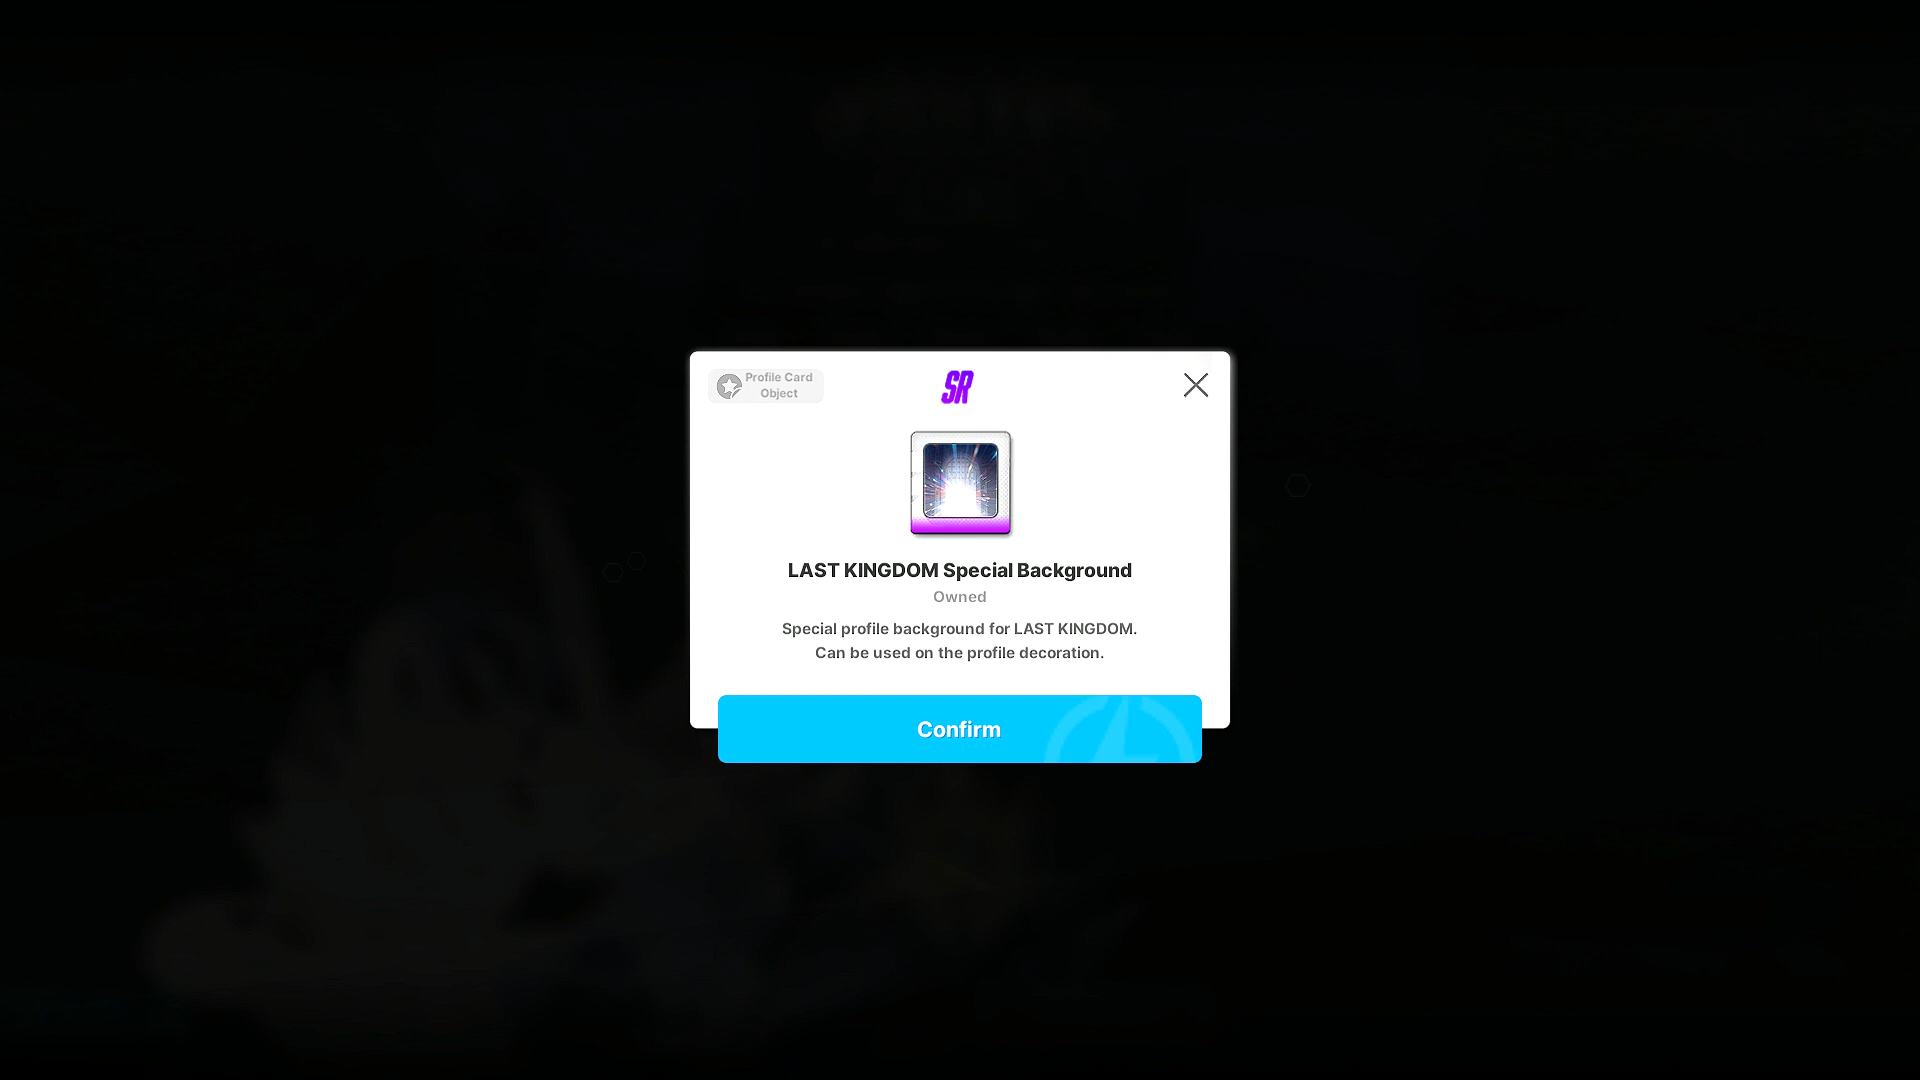 Profile Card
Object
SR
LAST KINGDOM Special Background
Owned
Special profile background for LAST KINGDOM.
Can be used on the profile decoration.
Confirm